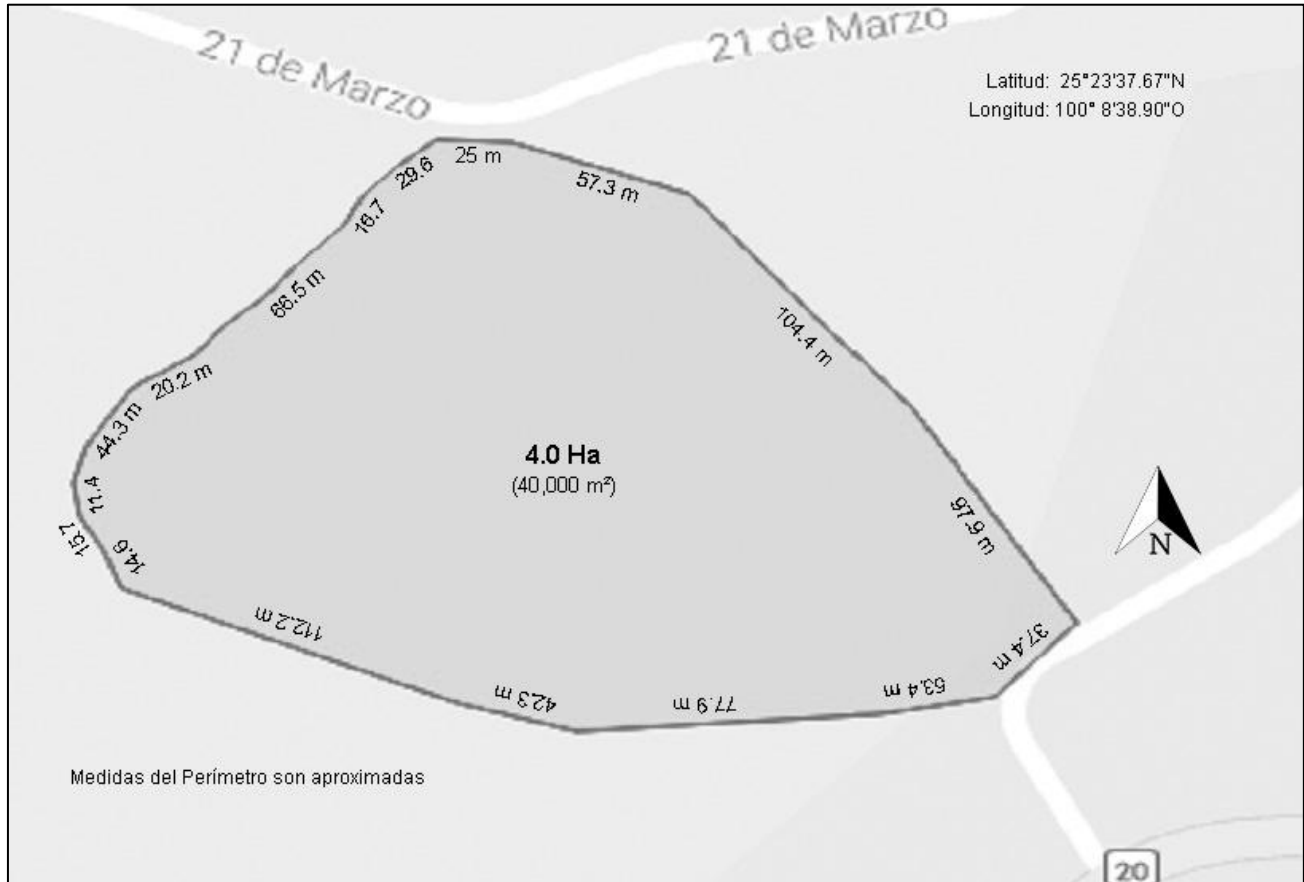 21 de Marzo
21 de Marzo
Latitud: 25°23'37.67"N
Longitud: 100° 8'38.90"O
29.6
25 m
57.3 m
16.7
66.5 m
104.4 m
20.2 m
44.3 m
4.0 Ha
(40,000 m²)
11.4
97.6 m
15.7
14.6
N
112.2 m
37.4 m
42.3 m
77.9 m
53.4 m
Medidas del Perímetro son aproximadas
20